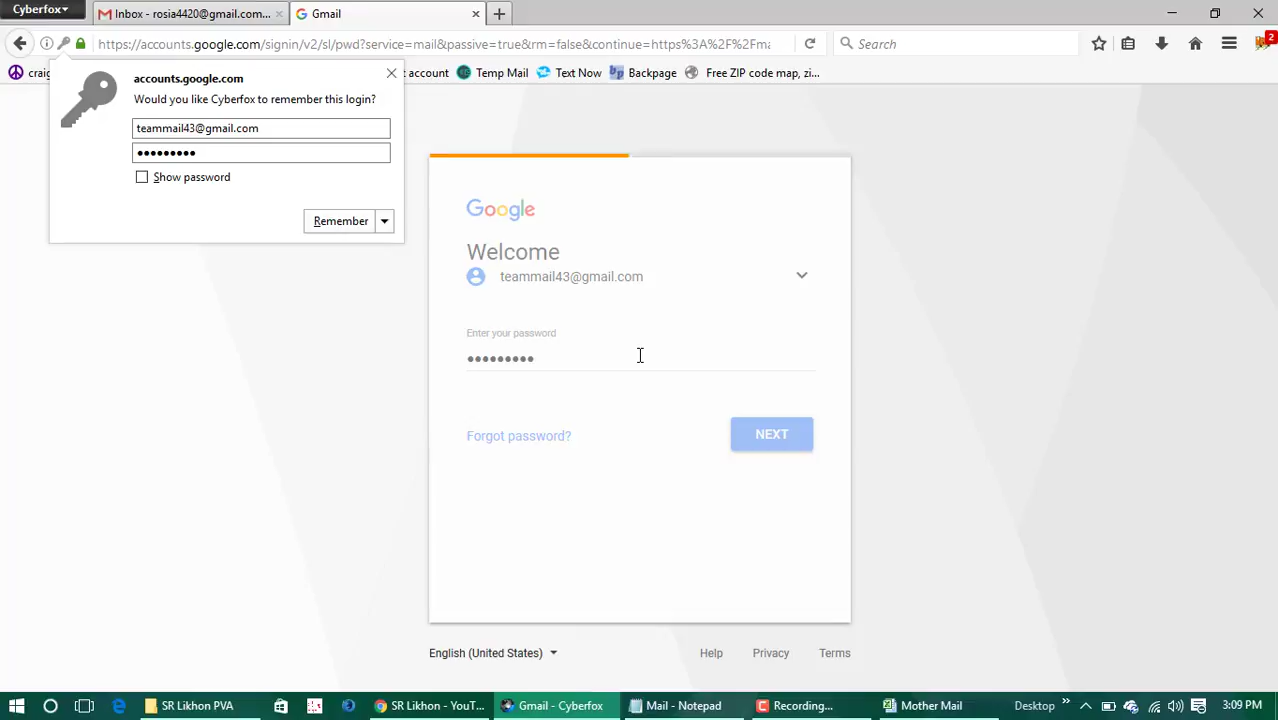 Cyberfox
Inbox - rosia4420@gmail.com...
Gmail
https://accounts.google.com/signin/v2/sl/pwd?service=mail&passive=true&rm=false&continue=https%3A%2F%2Fma
Search
2
craig
account
Temp Mail
Text Now
Backpage
Free ZIP code map, zi...
accounts.google.com
Would you like Cyberfox to remember this login?
teammail43@gmail.com
•••••••••
Show password
Remember
Google
Welcome
teammail43@gmail.com
Enter your password
•••••••••
Forgot password?
NEXT
English (United States)
Help
Privacy
Terms
SR Likhon PVA
SR Likhon - YouT...
Gmail - Cyberfox
Mail - Notepad
Recording...
Mother Mail
Desktop
3:09 PM